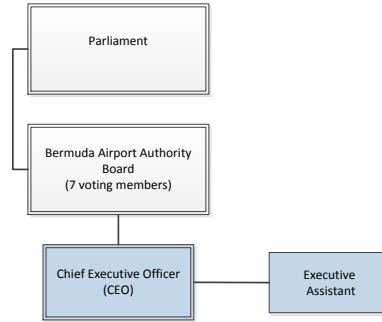 Parliament
Bermuda Airport Authority
Board
(7 voting members)
Chief Executive Officer
(CEO)
Executive
Assistant